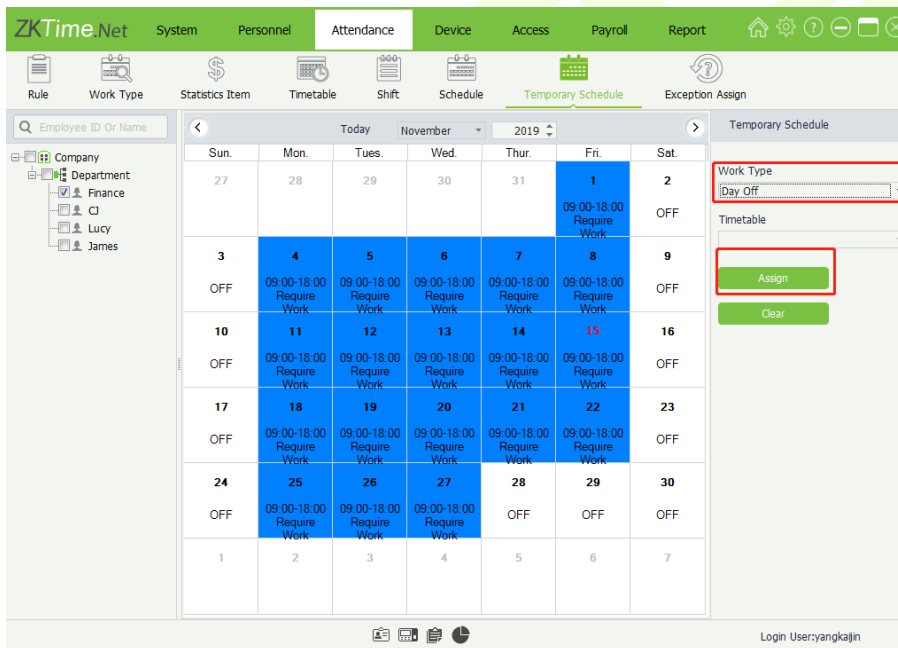 ZKTime.Net System Personnel Attendance Device Access Payroll Report
Rule Work Type Statistics Item Timetable Shift Schedule Temporary Schedule Exception Assign
Employee ID Or Name
Company
Department
Finance
CJ
Lucy
James
Today November 2019
Sun. Mon. Tues. Wed. Thur. Fri. Sat.
27 28 29 30 31 1 2
09:00-18:00 OFF
Require
Work
3 4 5 6 7 8 9
OFF 09:00-18:00 09:00-18:00 09:00-18:00 09:00-18:00 09:00-18:00 OFF
Require Require Require Require Require
Work Work Work Work Work
10 11 12 13 14 15 16
OFF 09:00-18:00 09:00-18:00 09:00-18:00 09:00-18:00 09:00-18:00 OFF
Require Require Require Require Require
Work Work Work Work Work
17 18 19 20 21 22 23
OFF 09:00-18:00 09:00-18:00 09:00-18:00 09:00-18:00 09:00-18:00 OFF
Require Require Require Require Require
Work Work Work Work Work
24 25 26 27 28 29 30
OFF 09:00-18:00 09:00-18:00 09:00-18:00 OFF OFF OFF
Require Require Require
Work Work Work
1 2 3 4 5 6 7
Temporary Schedule
Work Type
Day Off
Timetable
Assign
Clear
Login User:yangkaijin